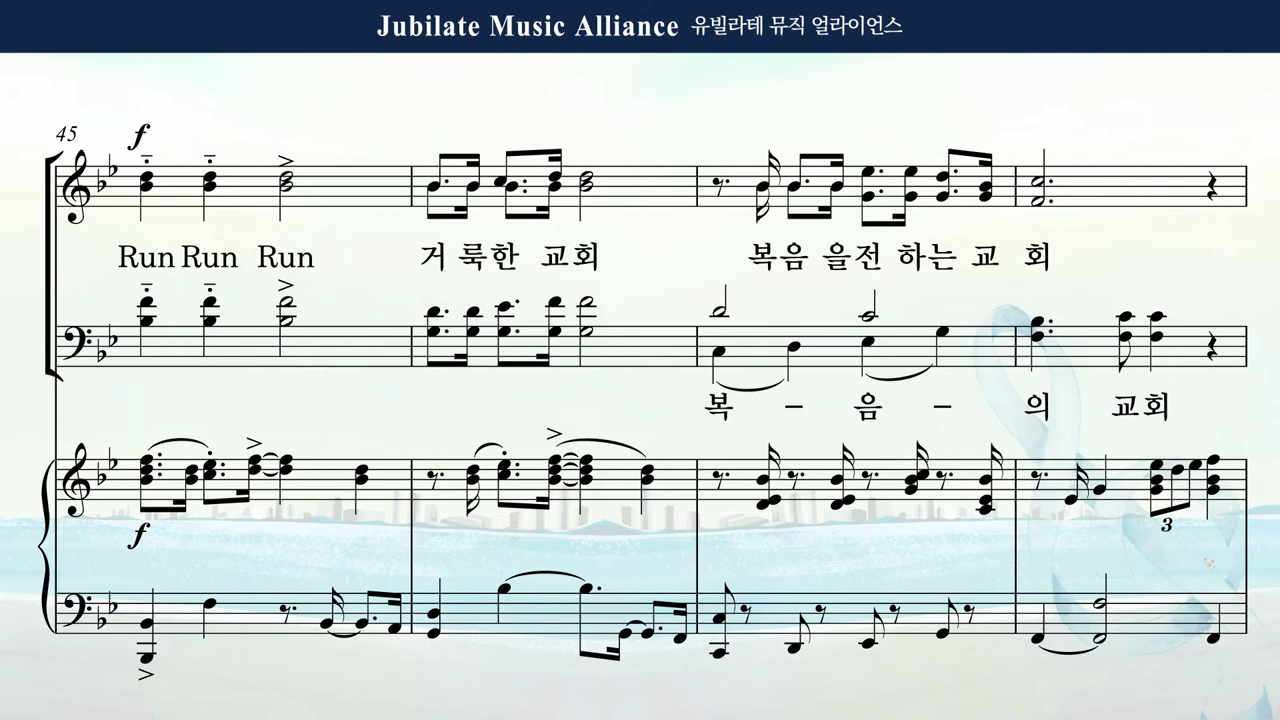 Jubilate Music Alliance 유빌라테 뮤직 얼라이언스
45
f
Run Run Run 거 룩한 교회 복음 을전 하는 교 회
복 – 음 – 의 교회
f
3